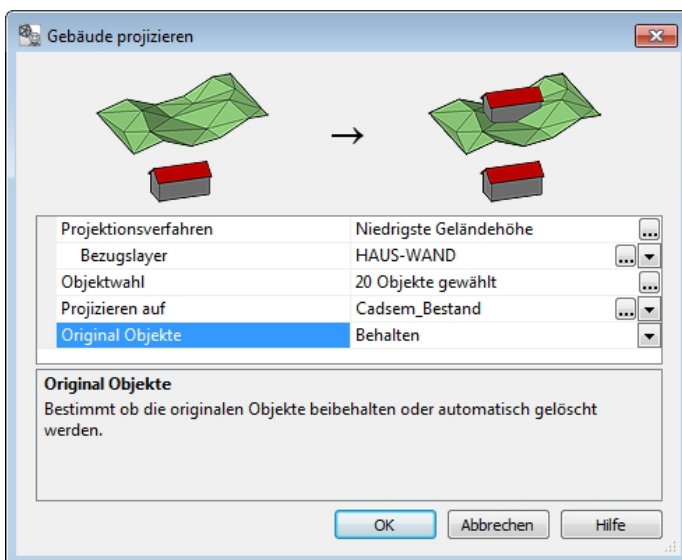 Gebäude projizieren
Projektionsverfahren Niedrigste Geländehöhe ...
Bezugslayer HAUS-WAND ...
Objektwahl 20 Objekte gewählt ...
Projizieren auf Cadsem_Bestand ...
Original Objekte Behalten
Original Objekte
Bestimmt ob die originalen Objekte beibehalten oder automatisch gelöscht
werden.
OK Abbrechen Hilfe